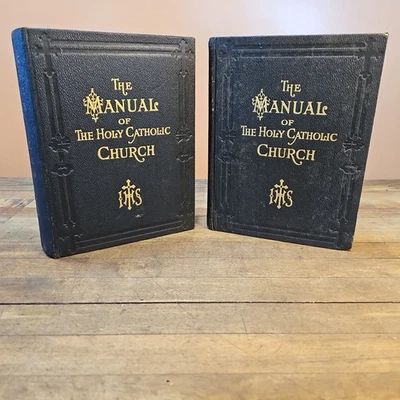 THE
MANUAL
OF
THE HOLY CATHOLIC
CHURCH
IHS
THE
MANUAL
OF
THE HOLY CATHOLIC
CHURCH
IHS